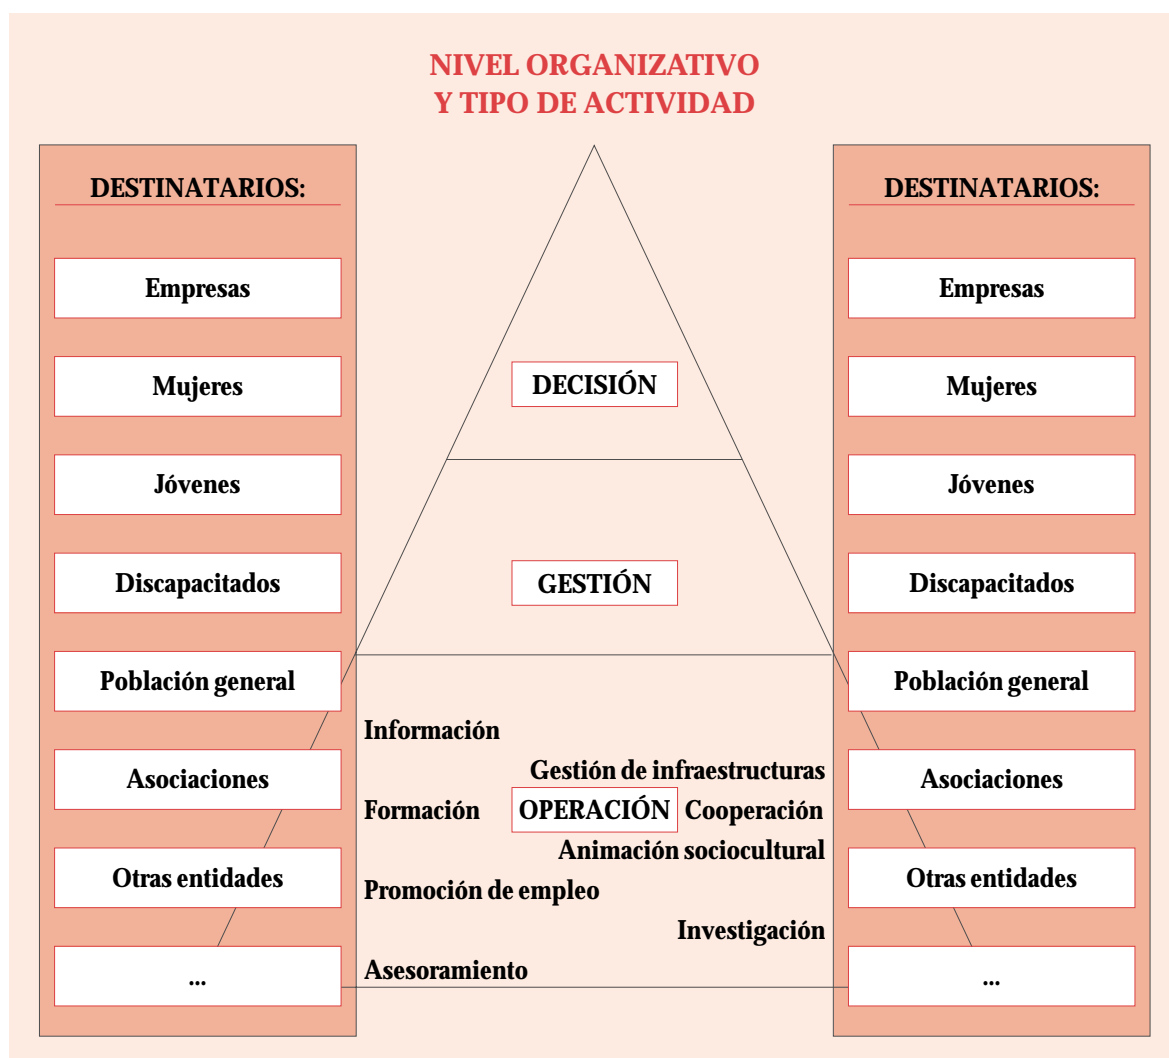 NIVEL ORGANIZATIVO
Y TIPO DE ACTIVIDAD
DESTINATARIOS:
Empresas
Mujeres
Jóvenes
Discapacitados
Población general
Asociaciones
Otras entidades
...
DECISIÓN
GESTIÓN
Información
Gestión de infraestructuras
Formación OPERACIÓN Cooperación
Animación sociocultural
Promoción de empleo
Investigación
Asesoramiento
DESTINATARIOS:
Empresas
Mujeres
Jóvenes
Discapacitados
Población general
Asociaciones
Otras entidades
...